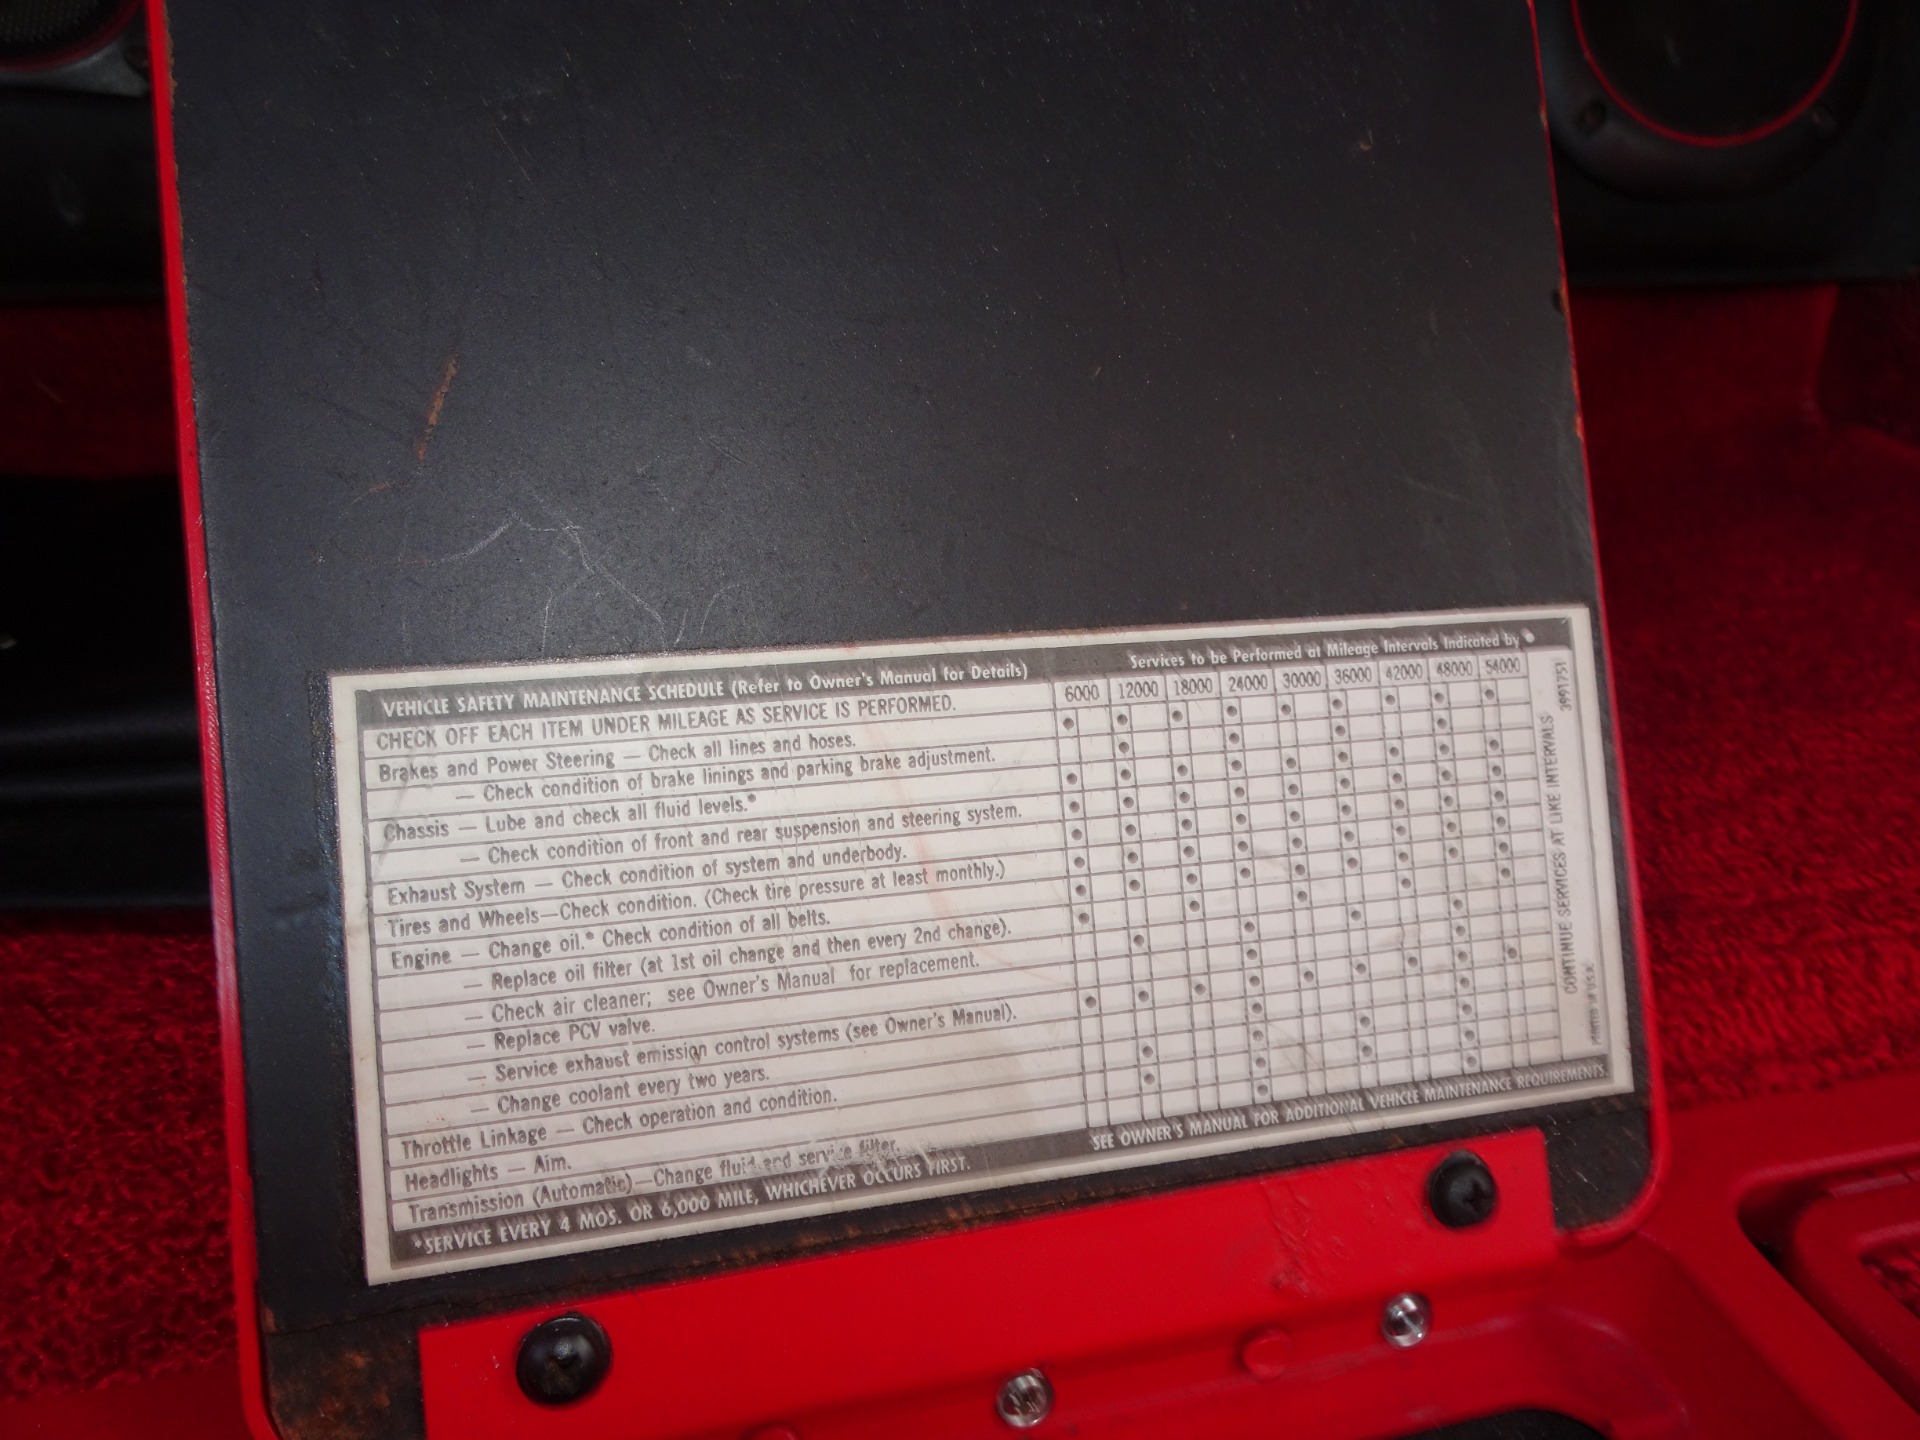 VEHICLE SAFETY MAINTENANCE SCHEDULE (Refer to Owner's Manual for Details)
Services to be Performed at Mileage Intervals Indicated by ●
CHECK OFF EACH ITEM UNDER MILEAGE AS SERVICE IS PERFORMED.
6000 12000 18000 24000 30000 36000 42000 48000 54000
Brakes and Power Steering — Check all lines and hoses.
— Check condition of brake linings and parking brake adjustment.
Chassis — Lube and check all fluid levels.*
— Check condition of front and rear suspension and steering system.
Exhaust System — Check condition of system and underbody.
Tires and Wheels—Check condition. (Check tire pressure at least monthly.)
Engine — Change oil.* Check condition of all belts.
— Replace oil filter (at 1st oil change and then every 2nd change).
— Check air cleaner; see Owner's Manual for replacement.
— Replace PCV valve.
— Service exhaust emission control systems (see Owner's Manual).
— Change coolant every two years.
Throttle Linkage — Check operation and condition.
Headlights — Aim.
Transmission (Automatic)—Change fluid and service filter.
*SERVICE EVERY 4 MOS. OR 6,000 MILE, WHICHEVER OCCURS FIRST.
SEE OWNER'S MANUAL FOR ADDITIONAL VEHICLE MAINTENANCE REQUIREMENTS.
CONTINUE SERVICES AT LIKE INTERVALS
3991751
PRINTED IN U.S.A.